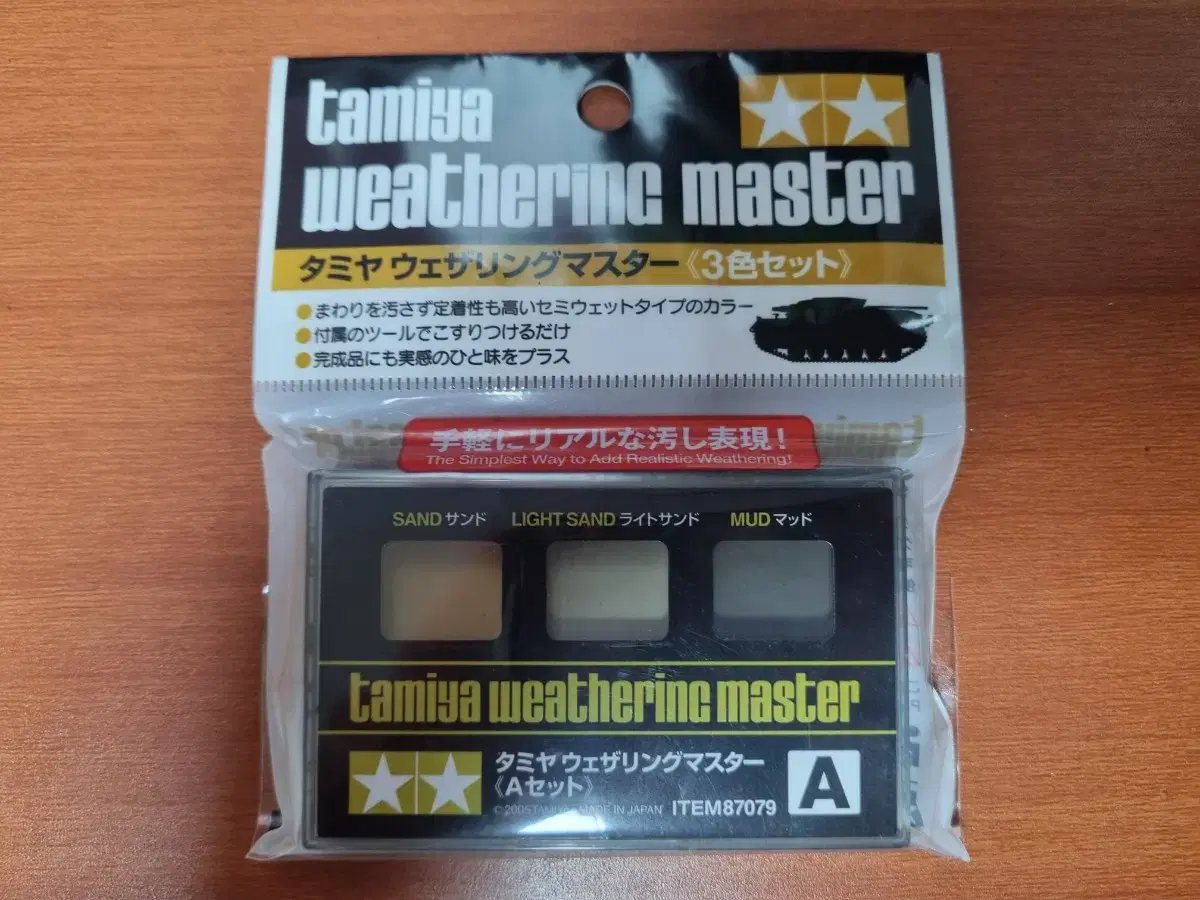 tamiya
weathering master
タミヤ ウェザリングマスター《3色セット》
●まわりを汚さず定着性も高いセミウェットタイプのカラー
●付属のツールでこすりつけるだけ
●完成品にも実感のひと味をプラス
手軽にリアルな汚し表現!
The Simplest Way to Add Realistic Weathering!
SAND サンド LIGHT SAND ライトサンド MUD マッド
tamiya weathering master
タミヤ ウェザリングマスター
《Aセット》
A
© 2005 TAMIYA MADE IN JAPAN ITEM 87079